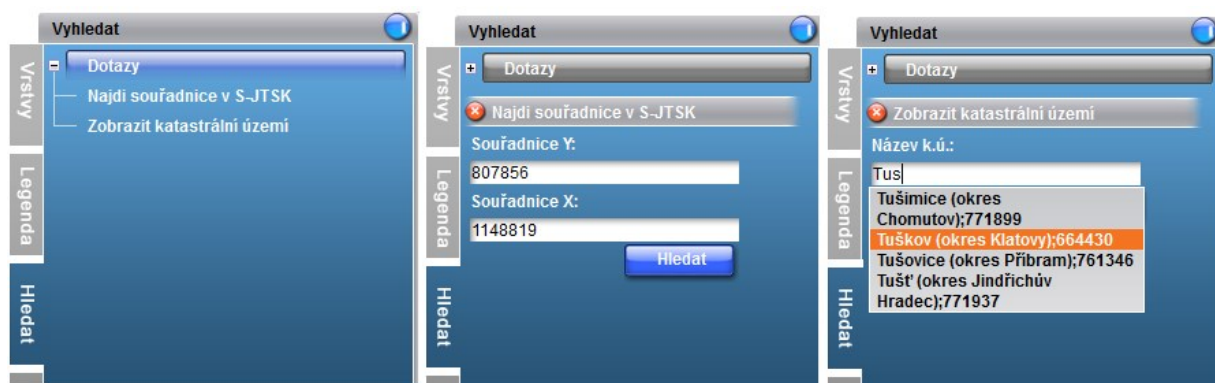 Vyhledat
Vrstvy
Legenda
Hledat
Dotazy
Najdi souřadnice v S-JTSK
Zobrazit katastrální území
Vyhledat
Vrstvy
Legenda
Hledat
Dotazy
Najdi souřadnice v S-JTSK
Souřadnice Y:
807856
Souřadnice X:
1148819
Hledat
Vyhledat
Vrstvy
Legenda
Hledat
Dotazy
Zobrazit katastrální území
Název k.ú.:
Tus
Tušimice (okres
Chomutov);771899
Tuškov (okres Klatovy);664430
Tušovice (okres Příbram);761346
Tušť (okres Jindřichův
Hradec);771937